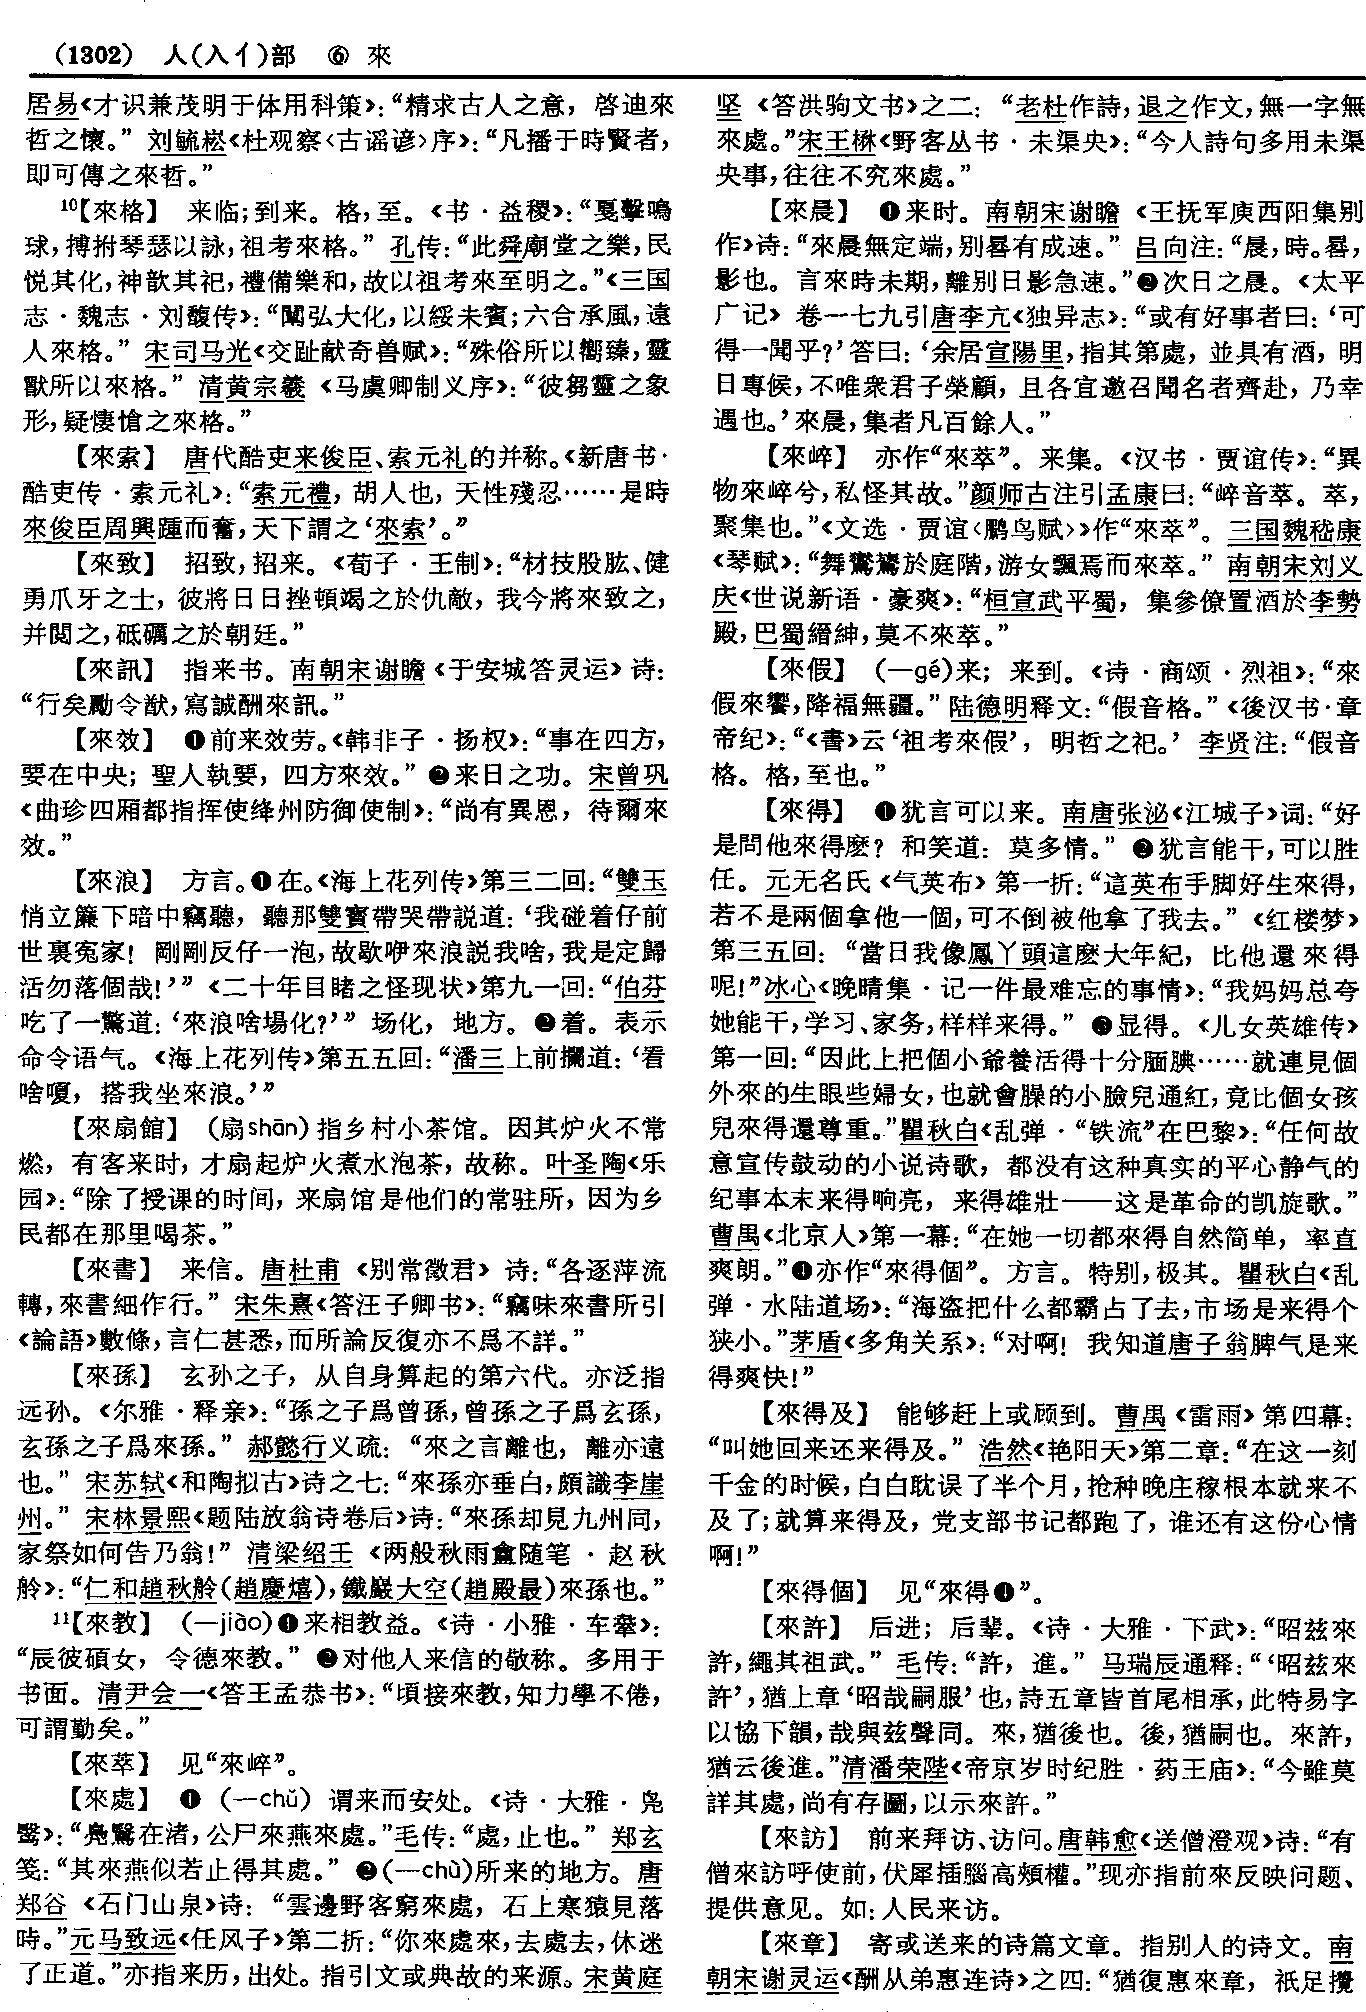 (1302) 人(入亻)部 ⑥ 來
居易《才识兼茂明于体用科策》：“精求古人之意，啓迪來
哲之懷。” 刘毓崧《杜观察〈古谣谚〉序》：“凡播于時賢者，
即可傳之來哲。”
10【來格】 来临；到来。格，至。《书·益稷》：“戛擊鳴
球，搏拊琴瑟以詠，祖考來格。” 孔传：“此舜廟堂之樂，民
悦其化，神歆其祀，禮備樂和，故以祖考來至明之。”《三国
志·魏志·刘馥传》：“闡弘大化，以綏未賓；六合承風，遠
人來格。” 宋司马光《交趾献奇兽赋》：“殊俗所以嚮臻，靈
獸所以來格。” 清黄宗羲《马虞卿制义序》：“彼芻靈之象
形，疑悽愴之來格。”
【來索】 唐代酷吏来俊臣、索元礼的并称。《新唐书·
酷吏传·索元礼》：“索元禮，胡人也，天性殘忍……是時
來俊臣周興踵而奮，天下謂之‘來索’。”
【來致】 招致，招来。《荀子·王制》：“材技股肱、健
勇爪牙之士，彼將日日挫頓竭之於仇敵，我今將來致之，
并閲之，砥礪之於朝廷。”
【來訊】 指来书。南朝宋谢瞻《于安城答灵运》诗：
“行矣勵令猷，寫誠酬來訊。”
【來效】 ❶前来效劳。《韩非子·扬权》：“事在四方，
要在中央；聖人執要，四方來效。”❷来日之功。宋曾巩
《曲珍四厢都指挥使绛州防御使制》：“尚有異恩，待爾來
效。”
【來浪】 方言。❶在。《海上花列传》第三二回：“雙玉
悄立簾下暗中竊聽，聽那雙寳帶哭帶説道：‘我碰着仔前
世裏冤家！剛剛反仔一泡，故歇咿來浪説我啥，我是定歸
活勿落個哉！’”《二十年目睹之怪现状》第九一回：“伯芬
吃了一驚道：‘來浪啥場化？’” 场化，地方。❷着。表示
命令语气。《海上花列传》第五五回：“潘三上前攔道：‘看
啥嗄，搭我坐來浪。’”
【來扇館】 (扇shān)指乡村小茶馆。因其炉火不常
燃，有客来时，才扇起炉火煮水泡茶，故称。叶圣陶《乐
园》：“除了授课的时间，来扇馆是他们的常驻所，因为乡
民都在那里喝茶。”
【來書】 来信。唐杜甫《别常徵君》诗：“各逐萍流
轉，來書細作行。” 宋朱熹《答汪子卿书》：“竊味來書所引
《論語》數條，言仁甚悉，而所論反復亦不爲不詳。”
【來孫】 玄孙之子，从自身算起的第六代。亦泛指
远孙。《尔雅·释亲》：“孫之子爲曾孫，曾孫之子爲玄孫，
玄孫之子爲來孫。” 郝懿行义疏：“來之言離也，離亦遠
也。” 宋苏轼《和陶拟古》诗之七：“來孫亦垂白，頗識李崖
州。” 宋林景熙《题陆放翁诗卷后》诗：“來孫却見九州同，
家祭如何告乃翁！” 清梁绍壬《两般秋雨盦随笔·赵秋
舲》：“仁和趙秋舲(趙慶熺)，鐵巖大空(趙殿最)來孫也。”
11【來教】 (—jiào)❶来相教益。《诗·小雅·车舝》：
“辰彼碩女，令德來教。”❷对他人来信的敬称。多用于
书面。清尹会一《答王孟恭书》：“頃接來教，知力學不倦，
可謂勤矣。”
【來萃】 见“來崪”。
【來處】 ❶(—chǔ)谓来而安处。《诗·大雅·凫
鹥》：“鳧鷖在渚，公尸來燕來處。”毛传：“處，止也。” 郑玄
笺：“其來燕似若止得其處。”❷(—chù)所来的地方。唐
郑谷《石门山泉》诗：“雲邊野客窮來處，石上寒猿見落
時。”元马致远《任风子》第二折：“你來處來，去處去，休迷
了正道。”亦指来历，出处。指引文或典故的来源。宋黄庭
坚《答洪驹文书》之二：“老杜作詩，退之作文，無一字無
來處。”宋王楙《野客丛书·未渠央》：“今人詩句多用未渠
央事，往往不究來處。”
【來晨】 ❶来时。南朝宋谢瞻《王抚军庾西阳集别
作》诗：“來晨無定端，别晷有成速。” 吕向注：“晨，時。晷，
影也。言來時未期，離别日影急速。”❷次日之晨。《太平
广记》卷一七九引唐李亢《独异志》：“或有好事者曰：‘可
得一聞乎？’答曰：‘余居宣陽里，指其第處，並具有酒，明
日專候，不唯衆君子榮顧，且各宜邀召聞名者齊赴，乃幸
遇也。’來晨，集者凡百餘人。”
【來崪】 亦作“來萃”。来集。《汉书·贾谊传》：“異
物來崪兮，私怪其故。”颜师古注引孟康曰：“崪音萃。萃，
聚集也。”《文选·贾谊〈鵩鸟赋〉》作“來萃”。三国魏嵇康
《琴赋》：“舞鸑鷟於庭階，游女飄焉而來萃。” 南朝宋刘义
庆《世说新语·豪爽》：“桓宣武平蜀，集參僚置酒於李勢
殿，巴蜀縉紳，莫不來萃。”
【來假】 (—gé)来；来到。《诗·商颂·烈祖》：“來
假來饗，降福無疆。” 陆德明释文：“假音格。”《後汉书·章
帝纪》：“《書》云‘祖考來假’，明哲之祀。’ 李贤注：“假音
格。格，至也。”
【來得】 ❶犹言可以来。南唐张泌《江城子》词：“好
是問他來得麽？和笑道：莫多情。”❷犹言能干，可以胜
任。元无名氏《气英布》第一折：“這英布手脚好生來得，
若不是兩個拿他一個，可不倒被他拿了我去。”《红楼梦》
第三五回：“當日我像鳳丫頭這麽大年紀，比他還來得
呢！”冰心《晚晴集·记一件最难忘的事情》：“我妈妈总夸
她能干，学习、家务，样样来得。”❸显得。《儿女英雄传》
第一回：“因此上把個小爺養活得十分腼腆……就連見個
外來的生眼些婦女，也就會臊的小臉兒通紅，竟比個女孩
兒來得還尊重。”瞿秋白《乱弹·“铁流”在巴黎》：“任何故
意宣传鼓动的小说诗歌，都没有这种真实的平心静气的
纪事本末来得响亮，来得雄壮——这是革命的凯旋歌。”
曹禺《北京人》第一幕：“在她一切都來得自然简单，率直
爽朗。”❹亦作“來得個”。方言。特别，极其。瞿秋白《乱
弹·水陆道场》：“海盗把什么都霸占了去，市场是来得个
狭小。”茅盾《多角关系》：“对啊！我知道唐子翁脾气是来
得爽快！”
【來得及】 能够赶上或顾到。曹禺《雷雨》第四幕：
“叫她回来还来得及。” 浩然《艳阳天》第二章：“在这一刻
千金的时候，白白耽误了半个月，抢种晚庄稼根本就来不
及了；就算来得及，党支部书记都跑了，谁还有这份心情
啊！”
【來得個】 见“來得❹”。
【來許】 后进；后辈。《诗·大雅·下武》：“昭兹來
許，繩其祖武。” 毛传：“許，進。” 马瑞辰通释：“‘昭兹來
許’，猶上章‘昭哉嗣服’也，詩五章皆首尾相承，此特易字
以協下韻，哉與兹聲同。來，猶後也。後，猶嗣也。來許，
猶云後進。”清潘荣陛《帝京岁时纪胜·药王庙》：“今雖莫
詳其處，尚有存圖，以示來許。”
【來訪】 前来拜访、访问。唐韩愈《送僧澄观》诗：“有
僧來訪呼使前，伏犀插腦高頰權。”现亦指前來反映问题、
提供意见。如：人民来访。
【來章】 寄或送来的诗篇文章。指别人的诗文。南
朝宋谢灵运《酬从弟惠连诗》之四：“猶復惠來章，祇足攪